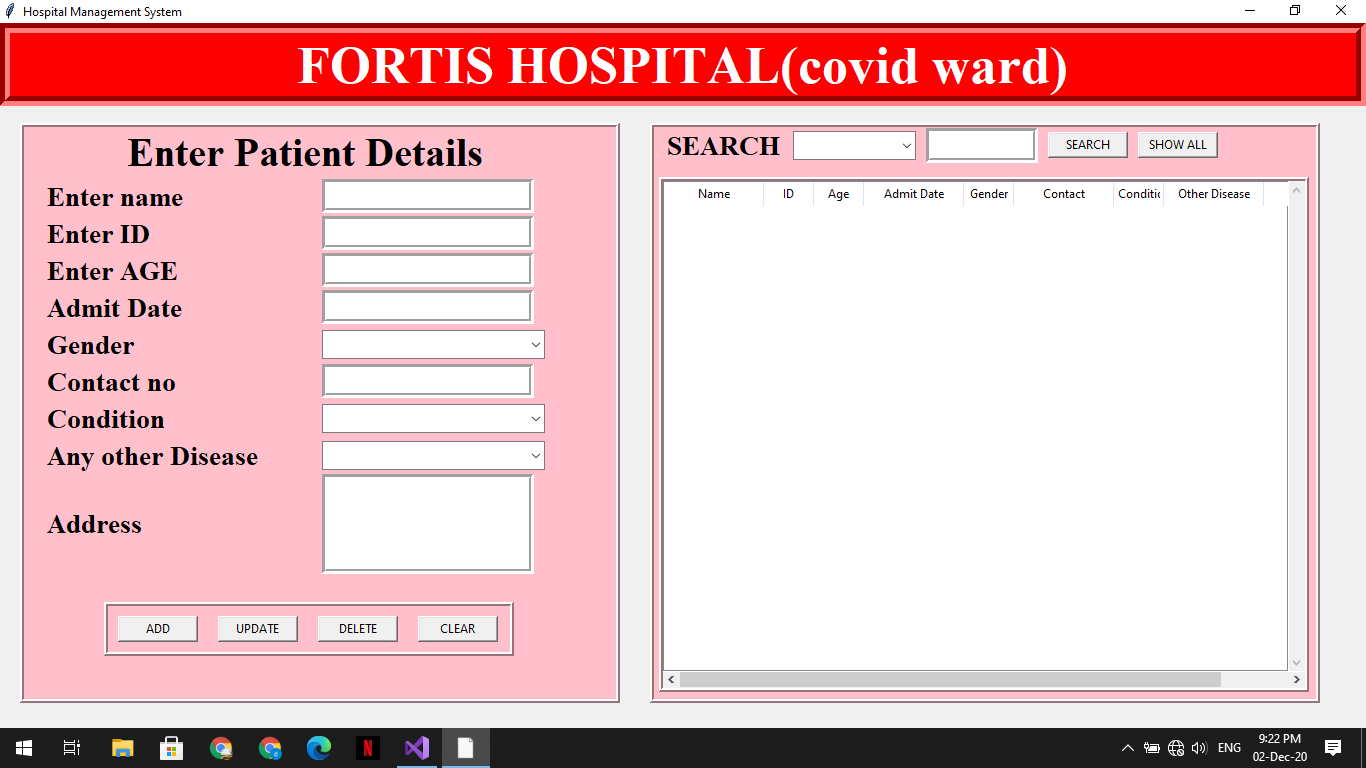 Hospital Management System
FORTIS HOSPITAL(covid ward)
Enter Patient Details
Enter name
Enter ID
Enter AGE
Admit Date
Gender
Contact no
Condition
Any other Disease
Address
ADD UPDATE DELETE CLEAR
SEARCH SEARCH SHOW ALL
Name ID Age Admit Date Gender Contact Conditic Other Disease
N ENG 9:22 PM
02-Dec-20